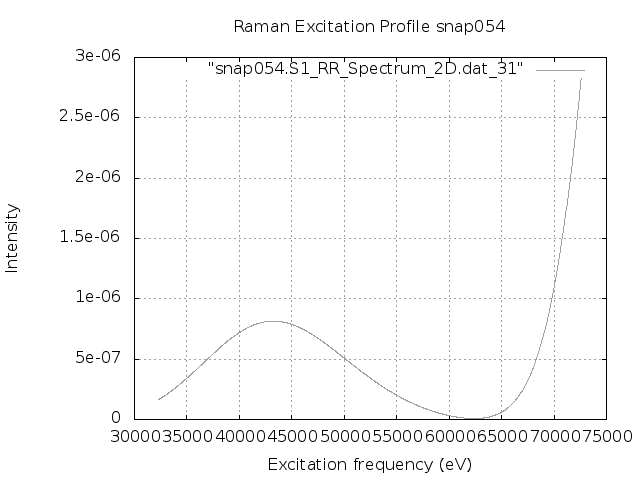 Raman Excitation Profile snap054
"snap054.S1_RR_Spectrum_2D.dat_31"
3e-06
2.5e-06
2e-06
1.5e-06
1e-06
5e-07
0
Intensity
30000 35000 40000 45000 50000 55000 60000 65000 70000 75000
Excitation frequency (eV)